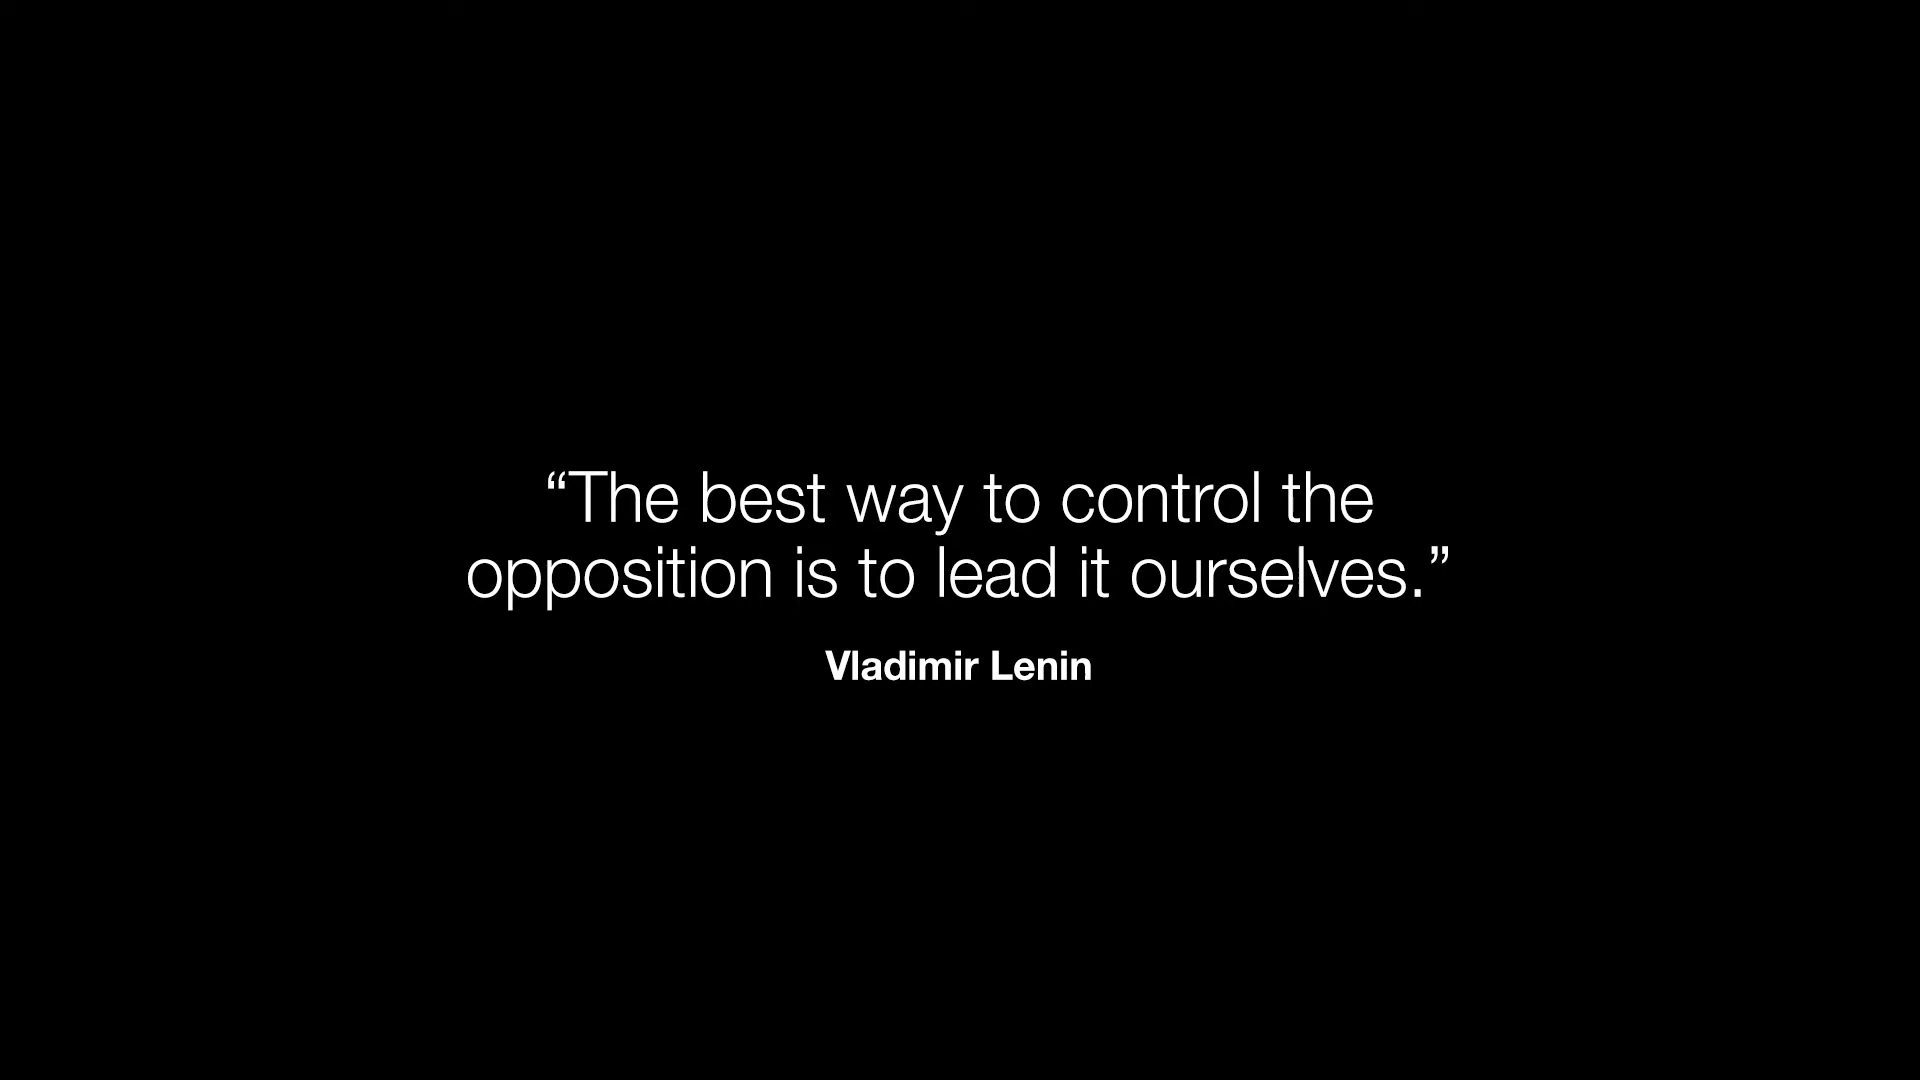 “The best way to control the
opposition is to lead it ourselves.”
Vladimir Lenin